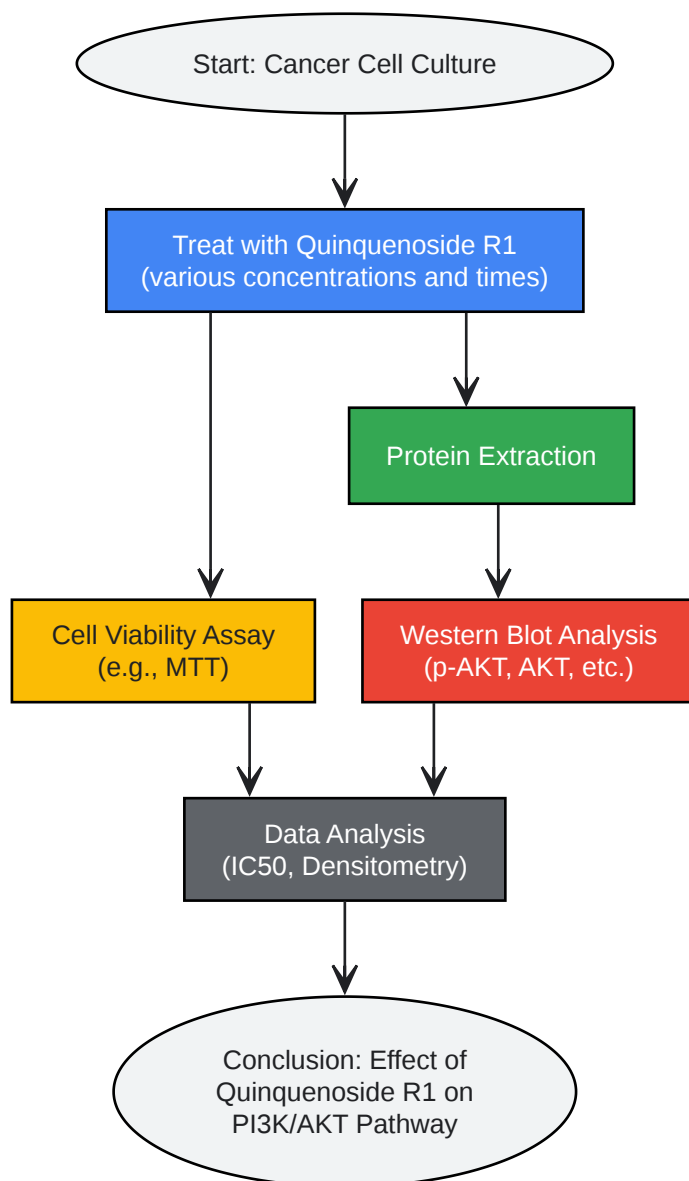 Start: Cancer Cell Culture
Treat with Quinquenoside R1
(various concentrations and times)
Protein Extraction
Cell Viability Assay
(e.g., MTT)
Western Blot Analysis
(p-AKT, AKT, etc.)
Data Analysis
(IC50, Densitometry)
Conclusion: Effect of
Quinquenoside R1 on
PI3K/AKT Pathway